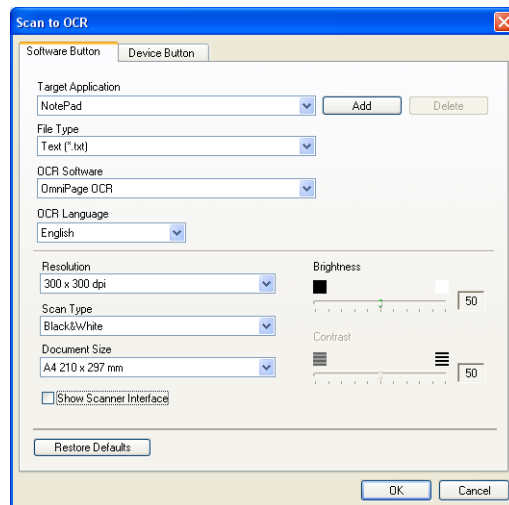 Scan to OCR
Software Button Device Button
Target Application
NotePad Add Delete
File Type
Text (*.txt)
OCR Software
OmniPage OCR
OCR Language
English
Resolution Brightness
300 x 300 dpi 50
Scan Type
Black&White Contrast
Document Size
A4 210 x 297 mm 50
Show Scanner Interface
Restore Defaults
OK Cancel